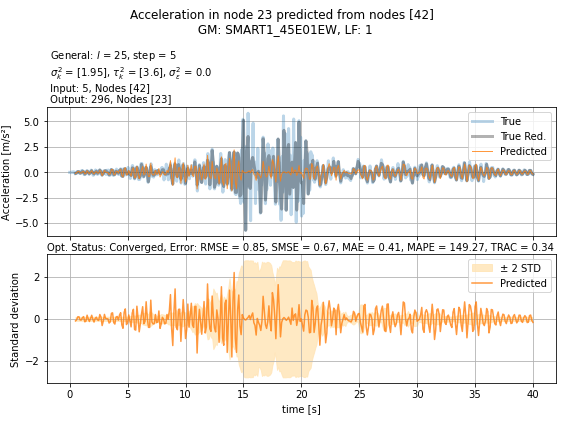 Acceleration in node 23 predicted from nodes [42]
GM: SMART1_45E01EW, LF: 1
General: l = 25, step = 5
σ²ₖ = [1.95], τ²ₖ = [3.6], σ²ε = 0.0
Input: 5, Nodes [42]
Output: 296, Nodes [23]
Acceleration [m/s²]
5.0
2.5
0.0
−2.5
−5.0
True
True Red.
Predicted
Opt. Status: Converged, Error: RMSE = 0.85, SMSE = 0.67, MAE = 0.41, MAPE = 149.27, TRAC = 0.34
Standard deviation
2
0
−2
± 2 STD
Predicted
0 5 10 15 20 25 30 35 40
time [s]